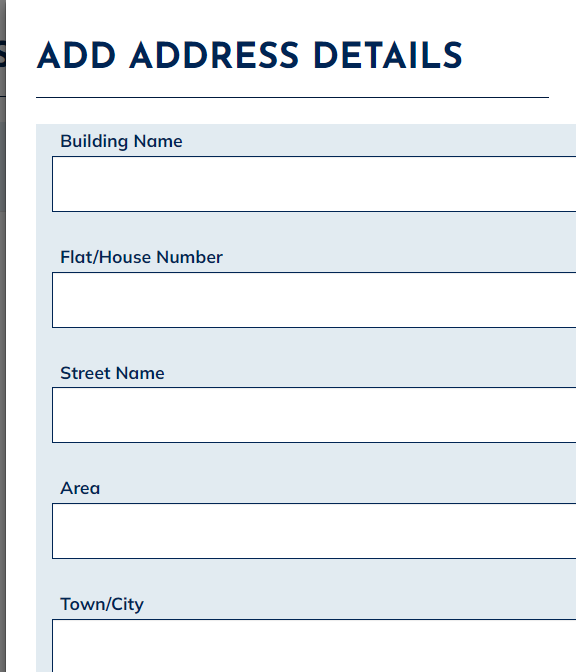 ADD ADDRESS DETAILS
Building Name
Flat/House Number
Street Name
Area
Town/City